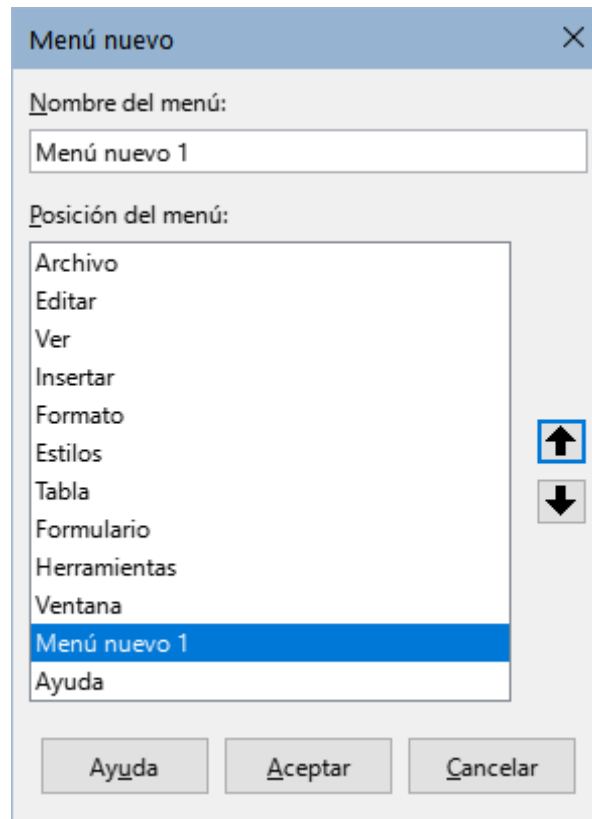 Menú nuevo
Nombre del menú:
Menú nuevo 1
Posición del menú:
Archivo
Editar
Ver
Insertar
Formato
Estilos
Tabla
Formulario
Herramientas
Ventana
Menú nuevo 1
Ayuda
Ayuda Aceptar Cancelar